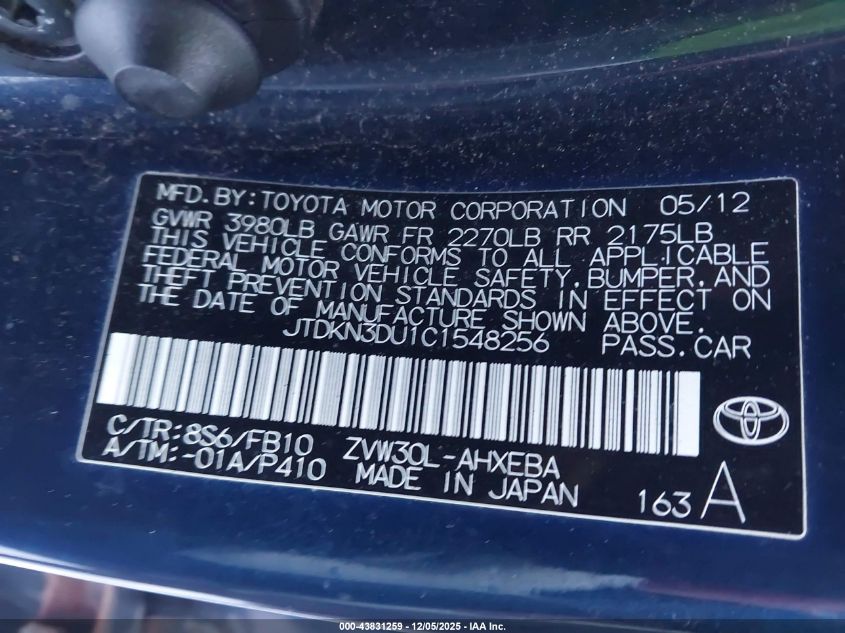 MFD.BY:TOYOTA MOTOR CORPORATION 05/12
GVWR 3980LB GAWR FR 2270LB RR 2175LB
THIS VEHICLE CONFORMS TO ALL APPLICABLE
FEDERAL MOTOR VEHICLE SAFETY,BUMPER,AND
THEFT PREVENTION STANDARDS IN EFFECT ON
THE DATE OF MANUFACTURE SHOWN ABOVE.
JTDKN3DU1C1548256 PASS.CAR
C/TR:8S6/FB10 ZVW30L-AHXEBA
A/TM:-01A/P410 MADE IN JAPAN
163 A
000-43831259 - 12/05/2025 - IAA Inc.